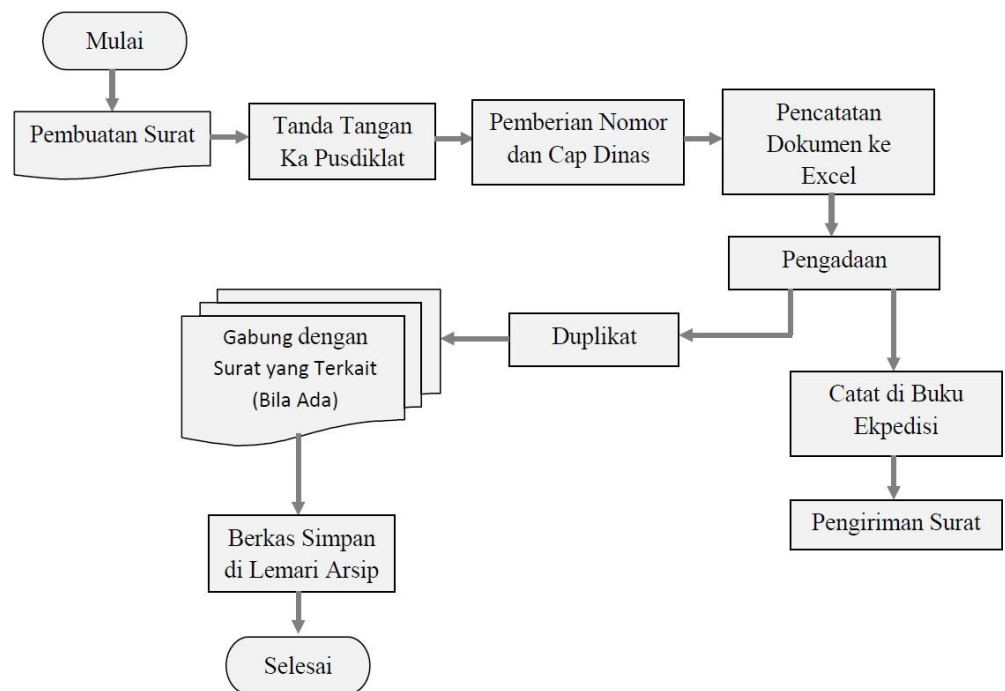 Mulai
Pembuatan Surat
Tanda Tangan
Ka Pusdiklat
Pemberian Nomor
dan Cap Dinas
Pencatatan
Dokumen ke
Excel
Pengadaan
Duplikat
Gabung dengan
Surat yang Terkait
(Bila Ada)
Catat di Buku
Ekpedisi
Pengiriman Surat
Berkas Simpan
di Lemari Arsip
Selesai